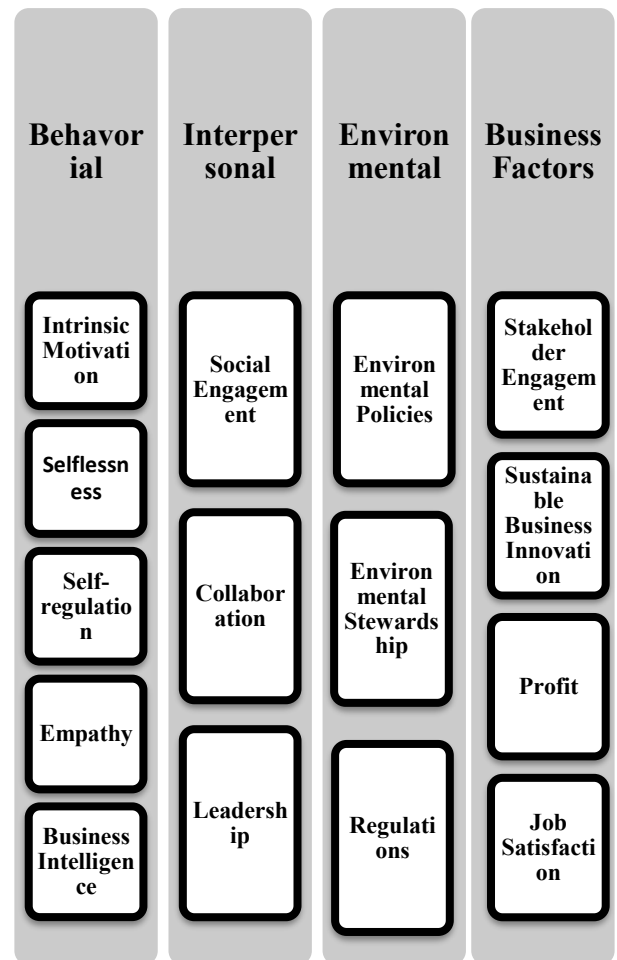 Behavor
ial
Intrinsic
Motivati
on
Selflessn
ess
Self-
regulatio
n
Empathy
Business
Intelligen
ce
Interper
sonal
Social
Engagem
ent
Collabor
ation
Leadersh
ip
Environ
mental
Environ
mental
Policies
Environ
mental
Stewards
hip
Regulati
ons
Business
Factors
Stakehol
der
Engagem
ent
Sustaina
ble
Business
Innovati
on
Profit
Job
Satisfacti
on